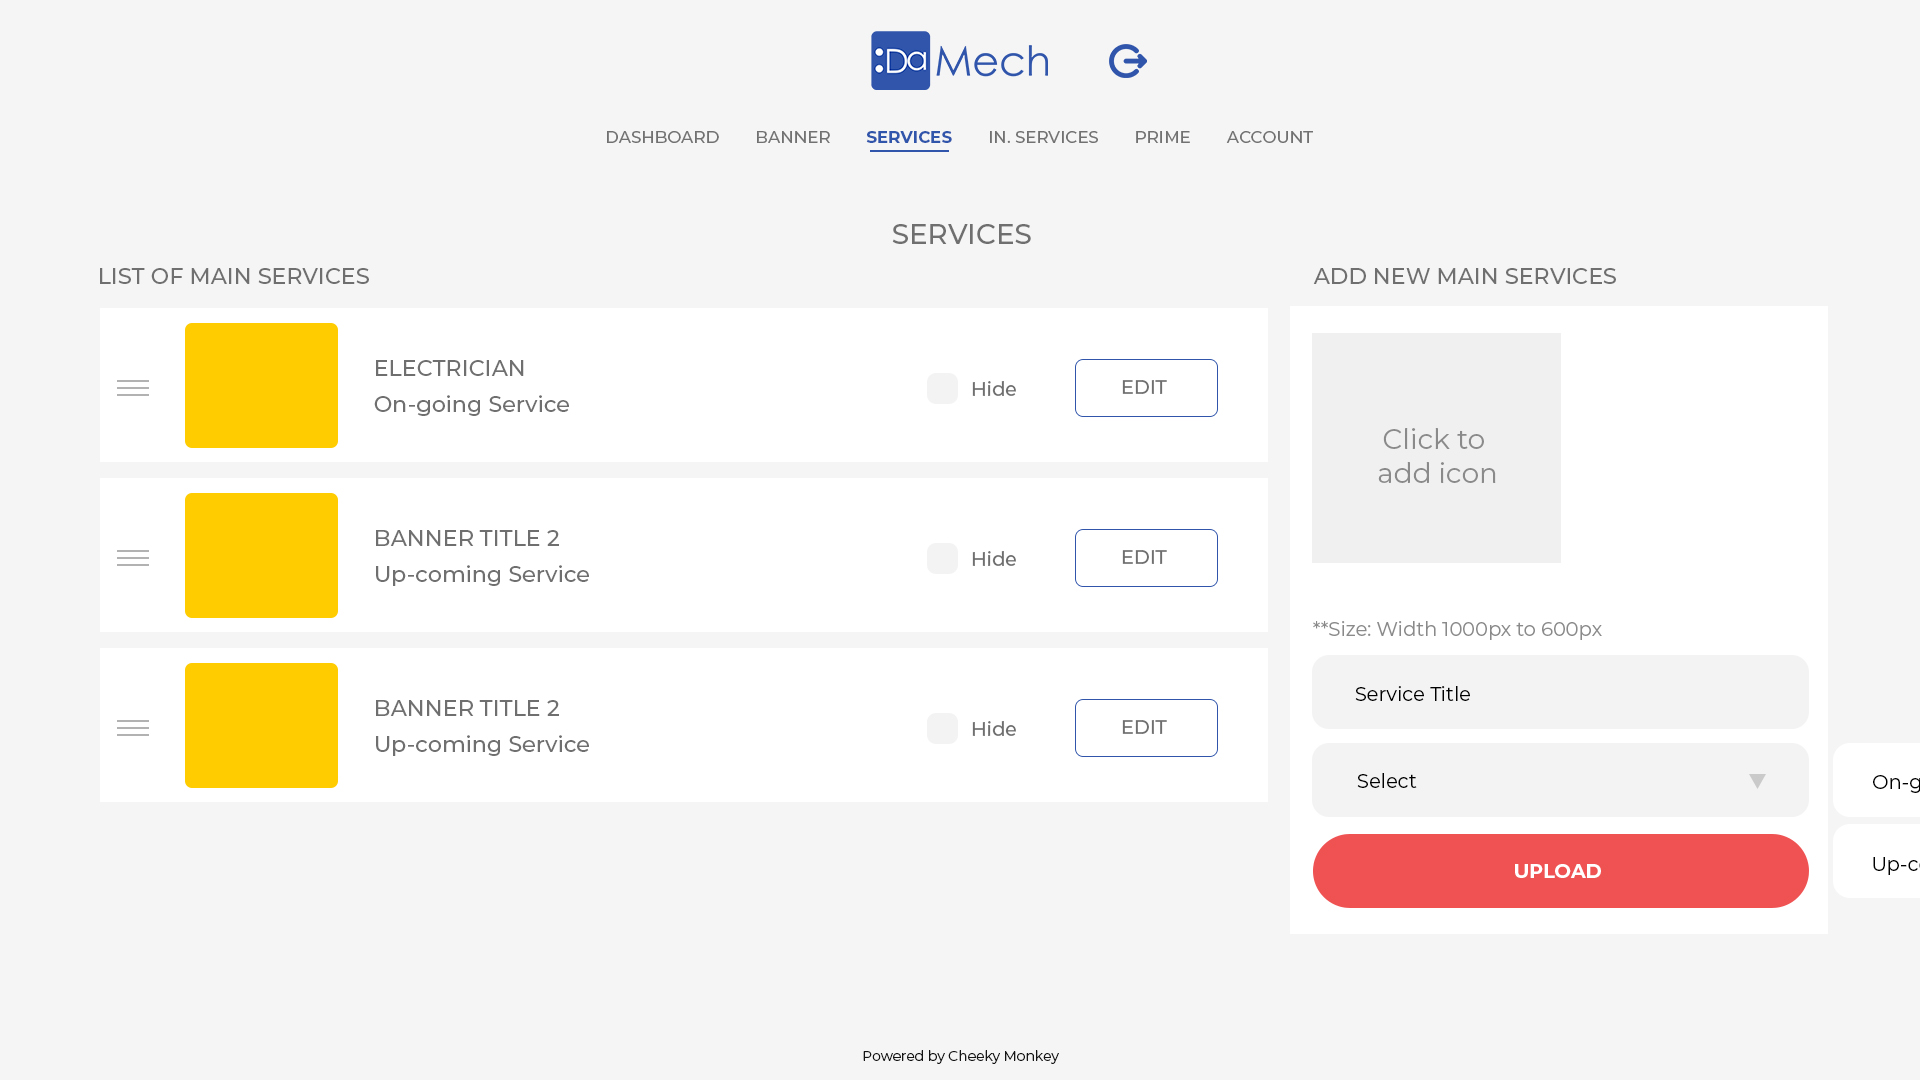 :Da Mech
DASHBOARD BANNER SERVICES IN. SERVICES PRIME ACCOUNT
SERVICES
LIST OF MAIN SERVICES
ELECTRICIAN
On-going Service
Hide
EDIT
BANNER TITLE 2
Up-coming Service
Hide
EDIT
BANNER TITLE 2
Up-coming Service
Hide
EDIT
ADD NEW MAIN SERVICES
Click to
add icon
**Size: Width 1000px to 600px
Service Title
Select
UPLOAD
Powered by Cheeky Monkey